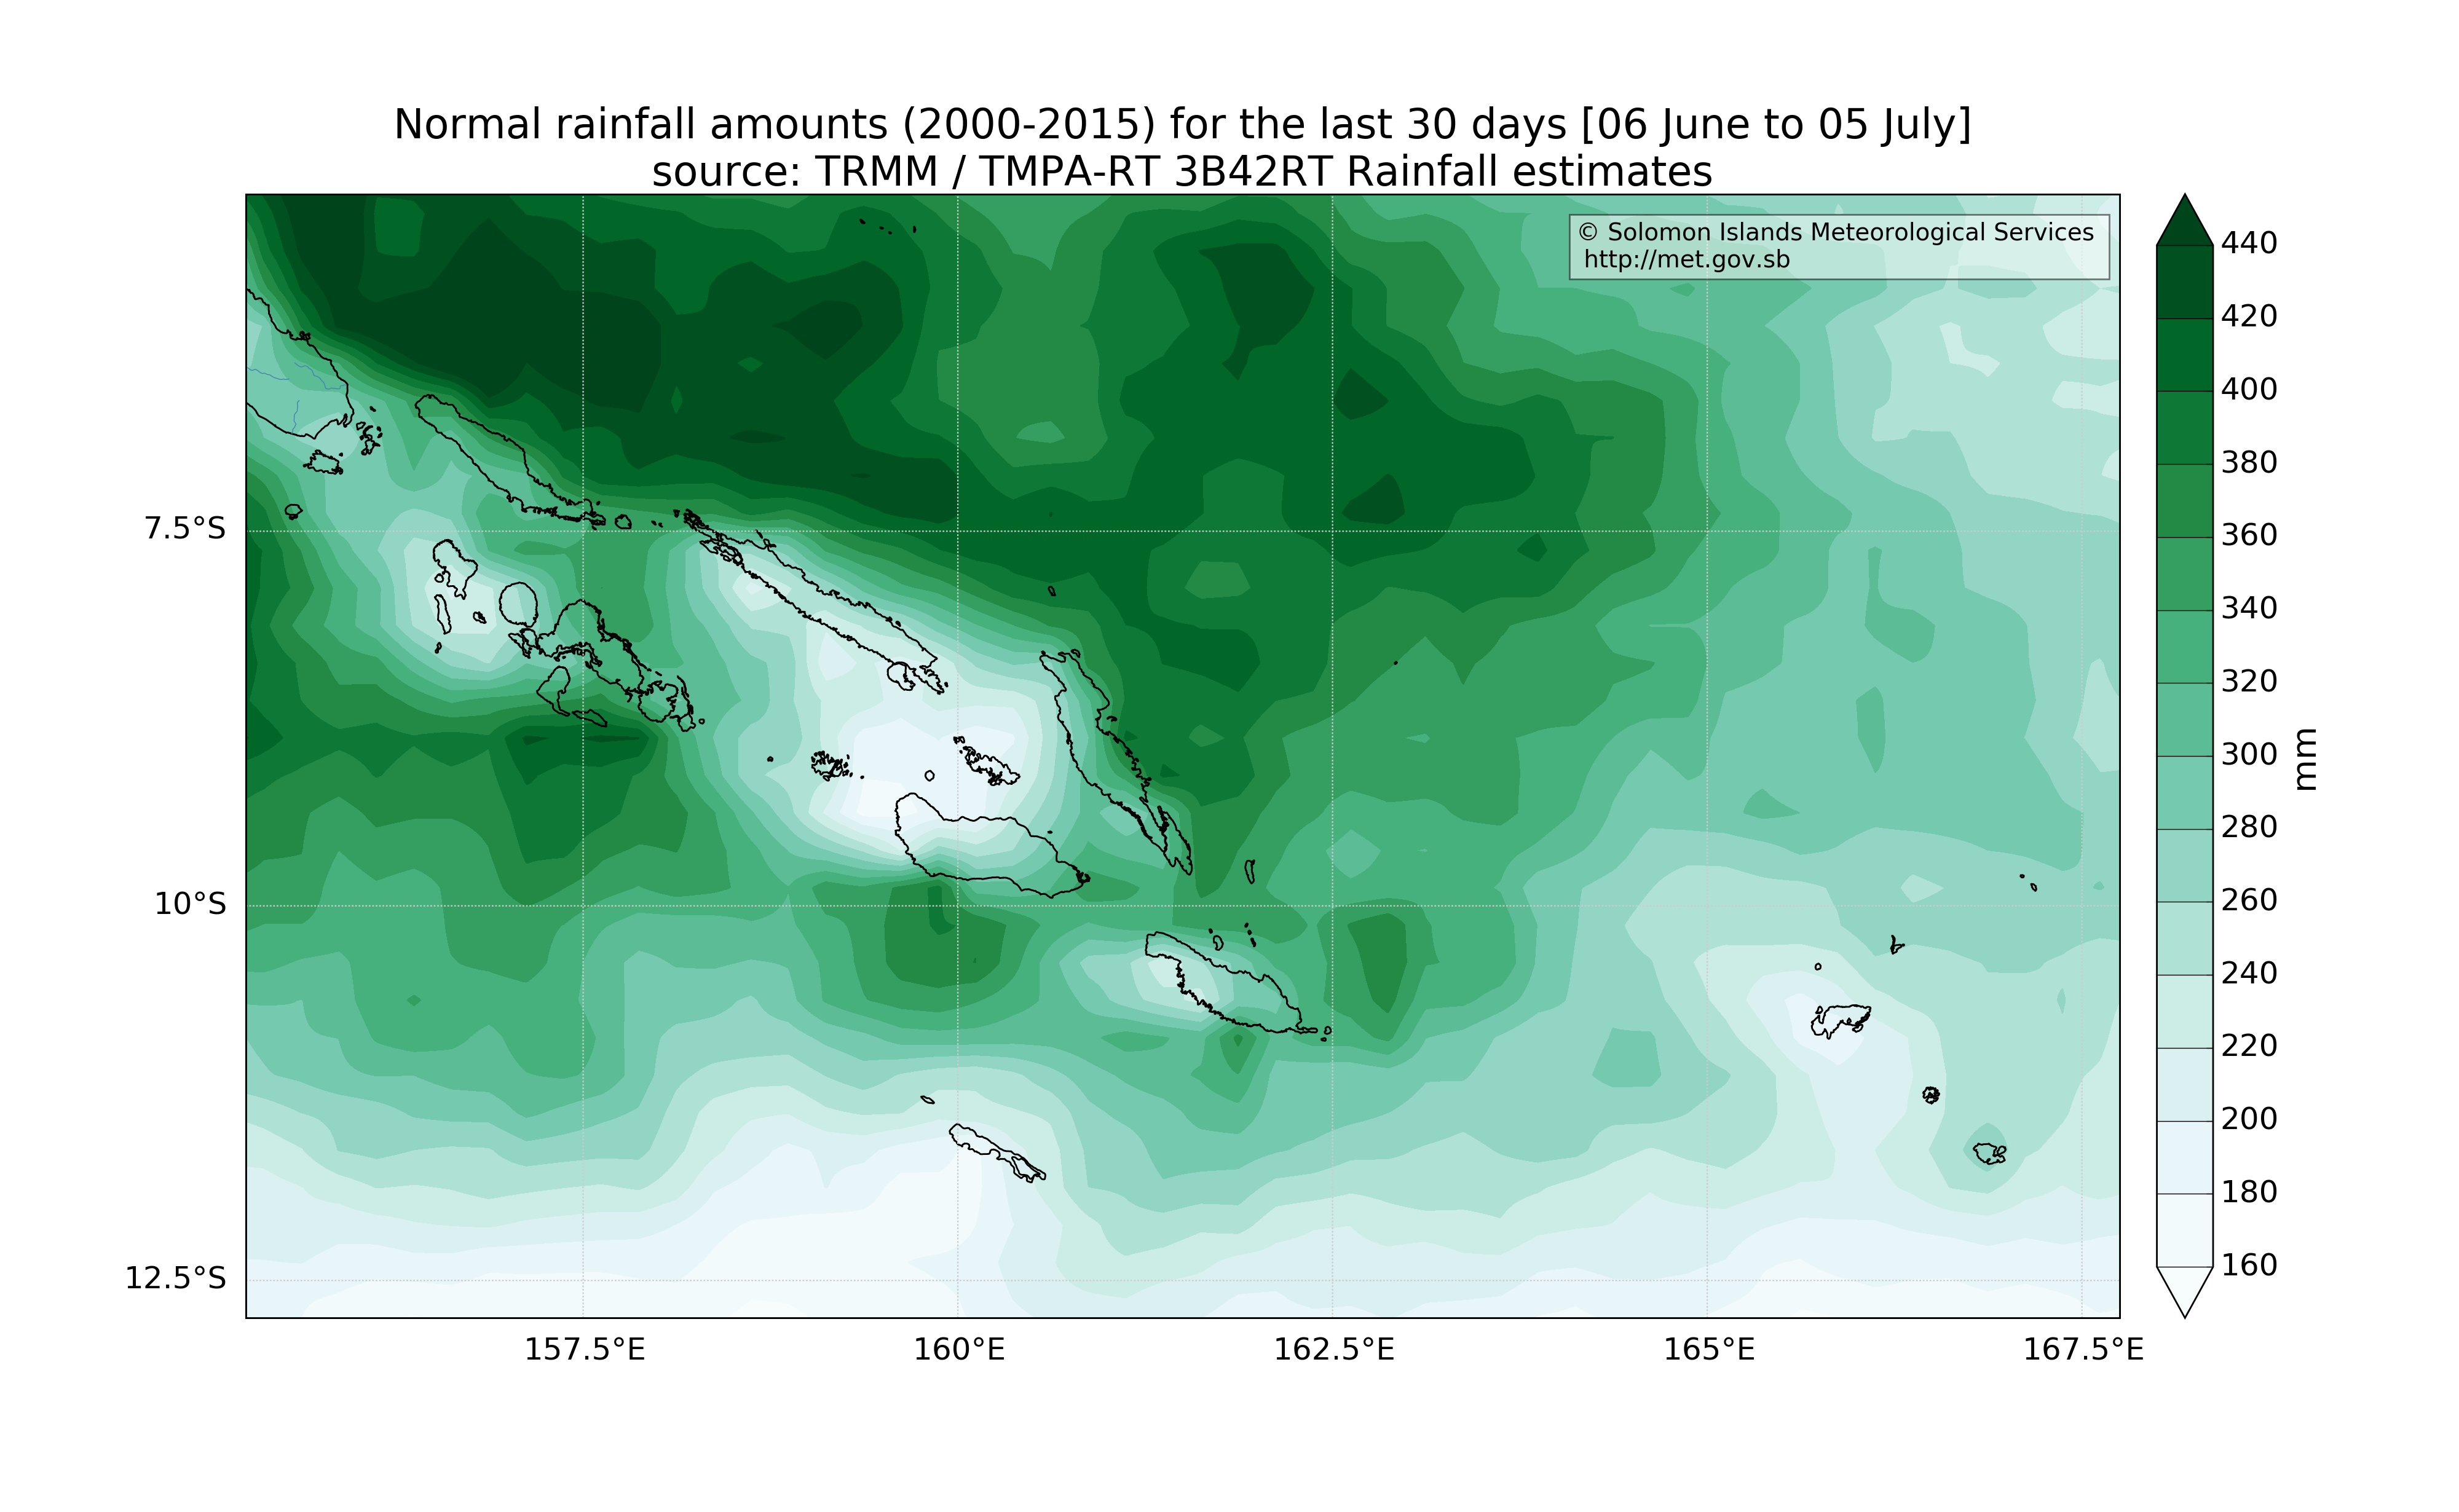 Normal rainfall amounts (2000-2015) for the last 30 days [06 June to 05 July]
source: TRMM / TMPA-RT 3B42RT Rainfall estimates
© Solomon Islands Meteorological Services
http://met.gov.sb
7.5°S
10°S
12.5°S
157.5°E
160°E
162.5°E
165°E
167.5°E
440
420
400
380
360
340
320
300
280
260
240
220
200
180
160
mm